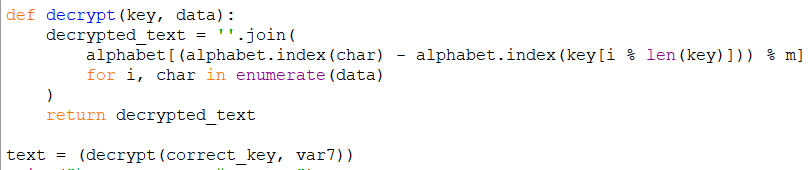 def decrypt(key, data):
    decrypted_text = ''.join(
        alphabet[(alphabet.index(char) - alphabet.index(key[i % len(key)])) % m]
        for i, char in enumerate(data)
    )
    return decrypted_text

text = (decrypt(correct_key, var7))